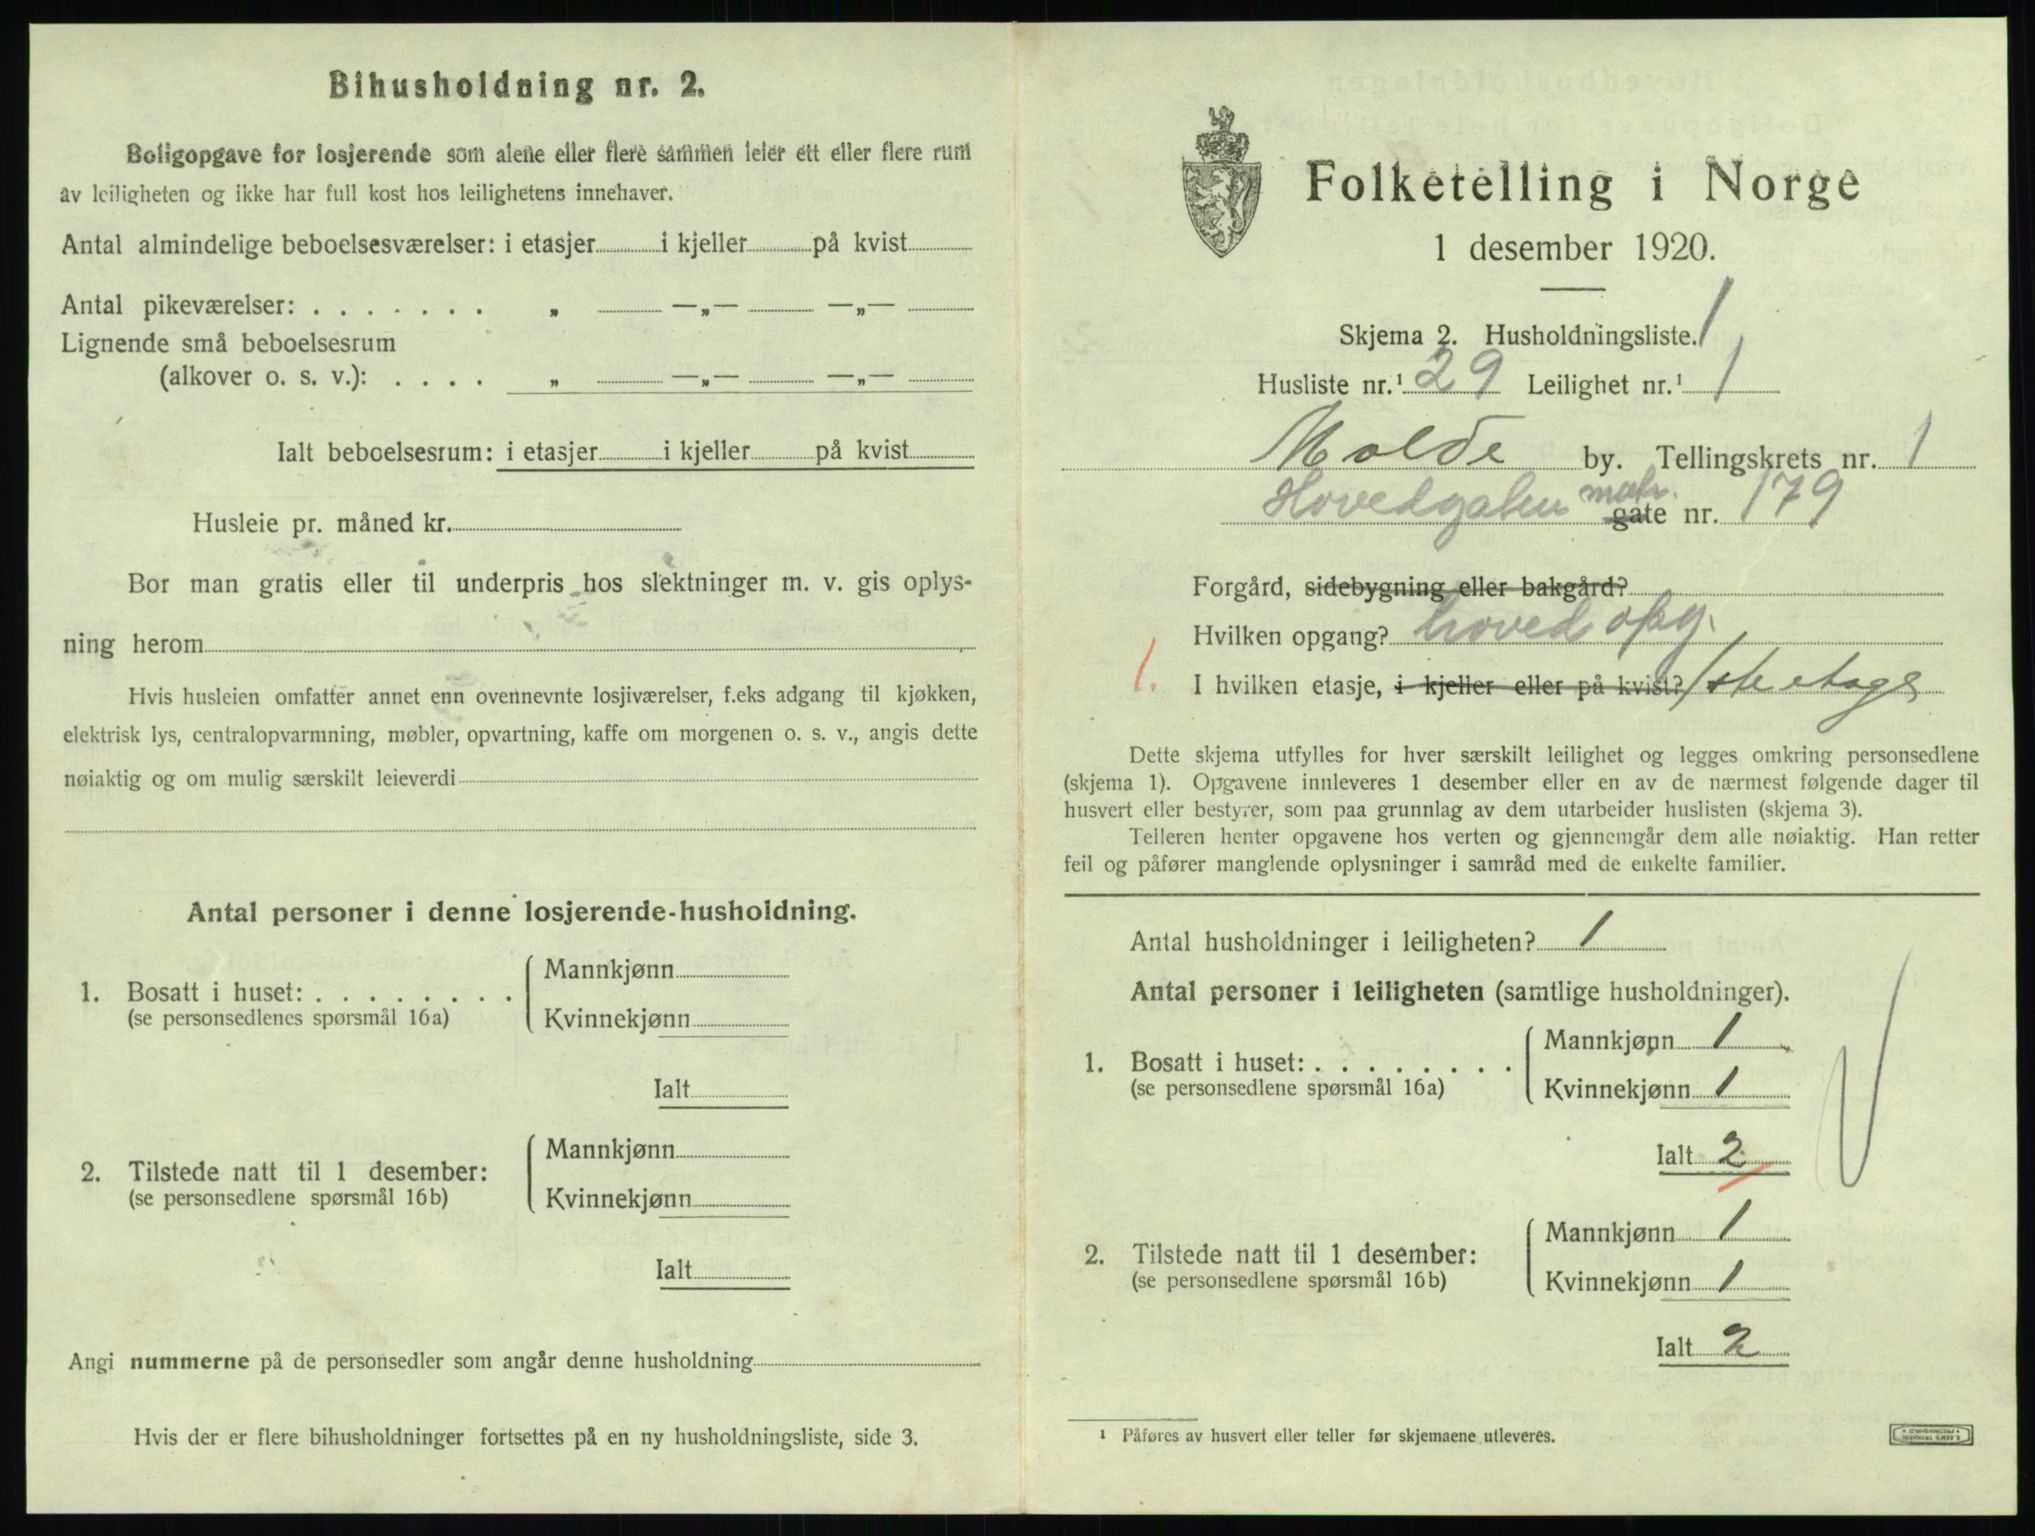 Bihusholdning nr. 2.
Boligopgave for losjerende som alene eller flere sammen leier ett eller flere rum
av leiligheten og ikke har full kost hos leilighetens innehaver.
Antal almindelige beboelsesværelser: i etasjer i kjeller på kvist
Antal pikeværelser: . . . . . . . „ —„— —„—
Lignende små beboelsesrum
(alkover o. s. v.): . . . . „ —„— —„—
Ialt beboelsesrum: i etasjer i kjeller på kvist
Husleie pr. måned kr.
Bor man gratis eller til underpris hos slektninger m. v. gis oplys-
ning herom
Hvis husleien omfatter annet enn ovennevnte losjiværelser, f.eks adgang til kjøkken,
elektrisk lys, centralopvarmning, møbler, opvartning, kaffe om morgenen o. s. v., angis dette
nøiaktig og om mulig særskilt leieverdi
Antal personer i denne losjerende-husholdning.
1. Bosatt i huset: . . . . . . . .
(se personsedlenes spørsmål 16a)
Mannkjønn
Kvinnekjønn
Ialt
2. Tilstede natt til 1 desember:
(se personsedlene spørsmål 16b)
Mannkjønn
Kvinnekjønn
Ialt
Angi nummerne på de personsedler som angår denne husholdning
Hvis der er flere bihusholdninger fortsettes på en ny husholdningsliste, side 3.
Folketelling i Norge
1 desember 1920.
Skjema 2. Husholdningsliste. 1
Husliste nr.¹ 29 Leilighet nr.¹ 1
Molde by. Tellingskrets nr. 1
Hovedgaten matr. gate nr. 179
Forgård, sidebygning eller bakgård?
Hvilken opgang? hovedopg.
1. I hvilken etasje, i kjeller eller på kvist? 1ste etage
Dette skjema utfylles for hver særskilt leilighet og legges omkring personsedlene
(skjema 1). Opgavene innleveres 1 desember eller en av de nærmest følgende dager til
husvert eller bestyrer, som paa grunnlag av dem utarbeider huslisten (skjema 3).
Telleren henter opgavene hos verten og gjennemgår dem alle nøiaktig. Han retter
feil og påfører manglende oplysninger i samråd med de enkelte familier.
Antal husholdninger i leiligheten? 1
Antal personer i leiligheten (samtlige husholdninger).
1. Bosatt i huset: . . . . . . . .
(se personsedlene spørsmål 16a)
Mannkjønn 1
Kvinnekjønn 1
Ialt 2
2. Tilstede natt til 1 desember:
(se personsedlene spørsmål 16b)
Mannkjønn 1
Kvinnekjønn 1
Ialt 2
¹ Påføres av husvert eller teller før skjemaene utleveres.